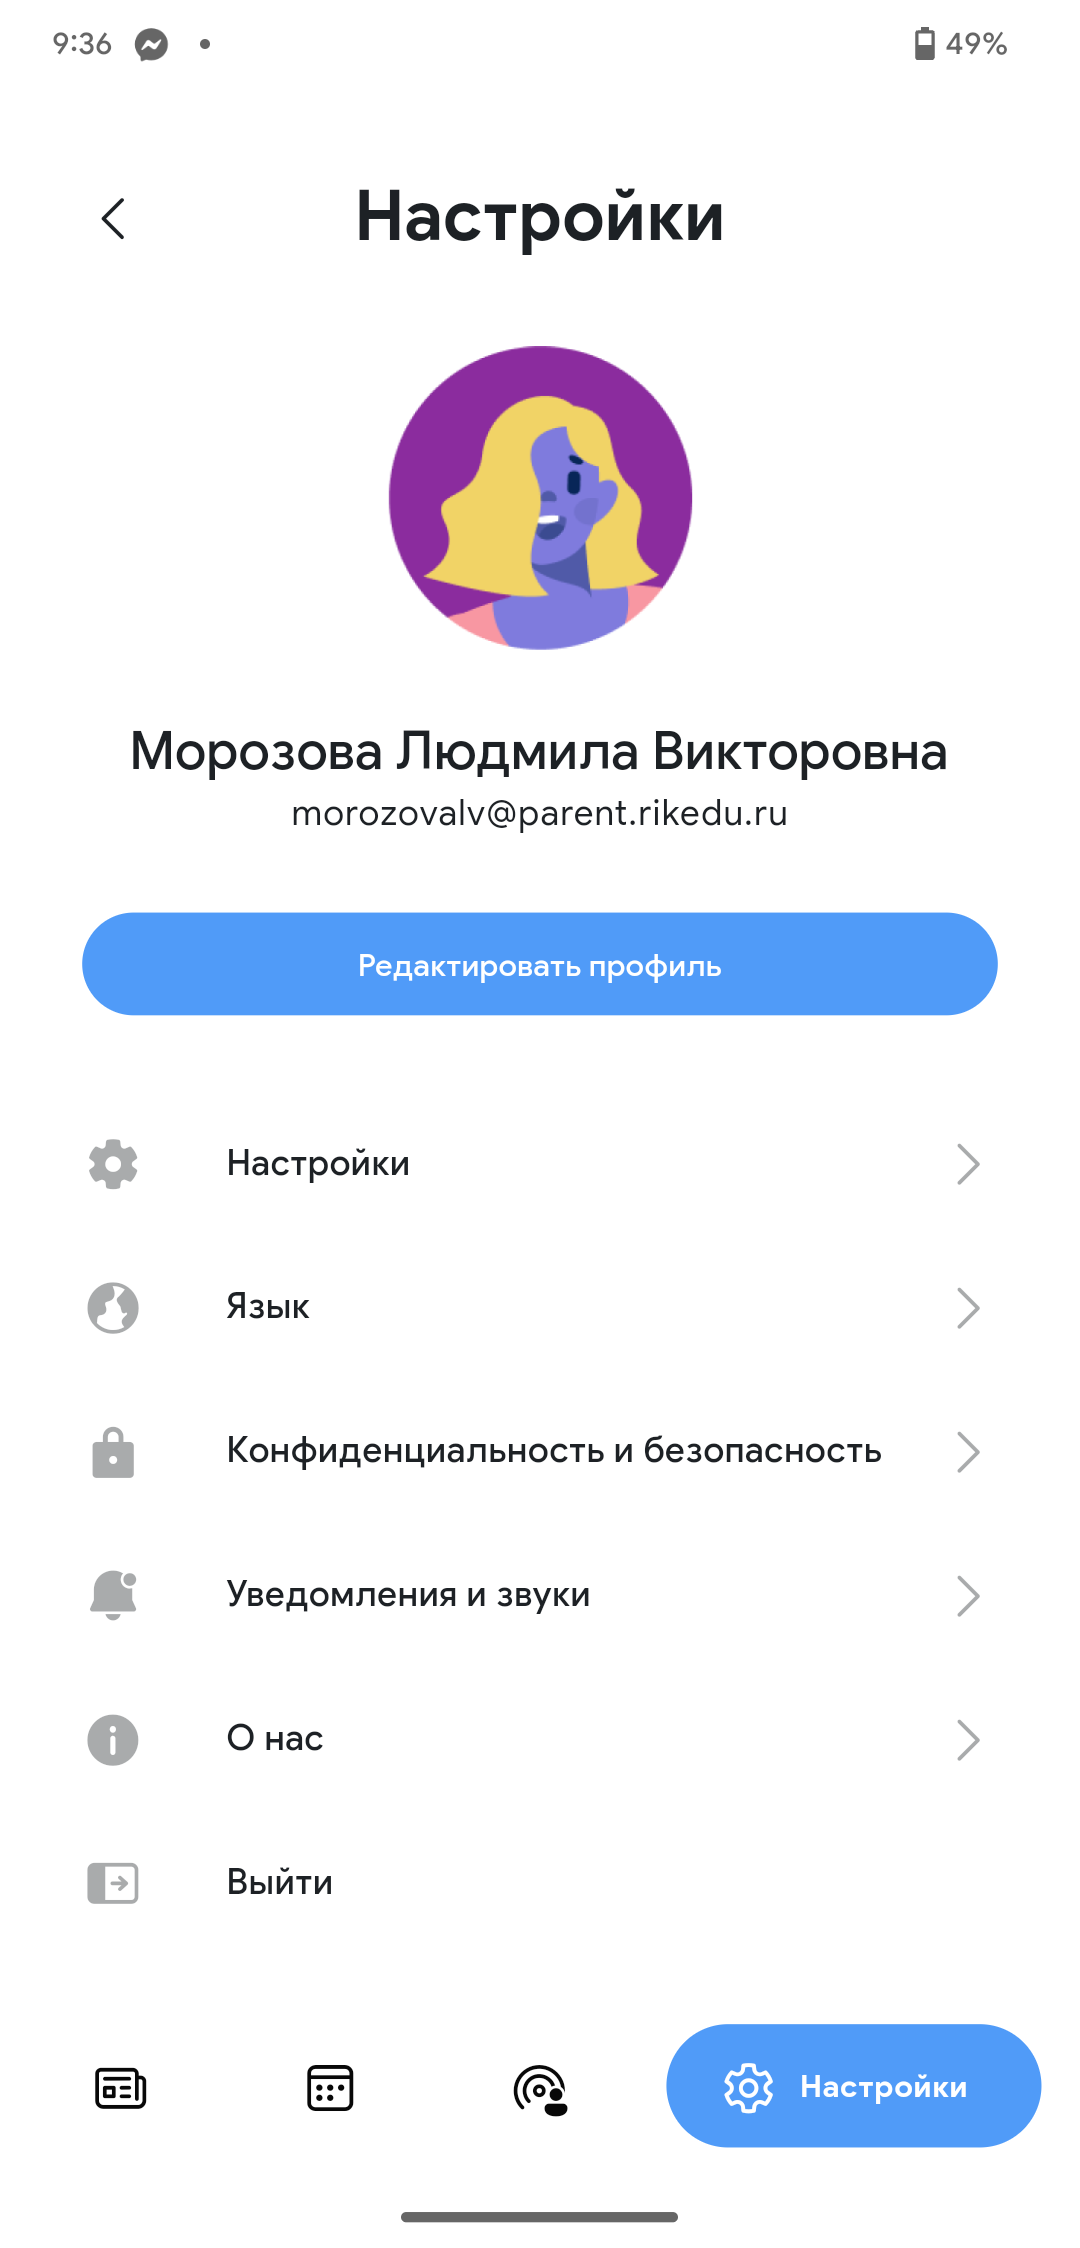 9:36
49%
Настройки
Морозова Людмила Викторовна
morozovalv@parent.rikedu.ru
Редактировать профиль
Настройки
Язык
Конфиденциальность и безопасность
Уведомления и звуки
О нас
Выйти
Настройки